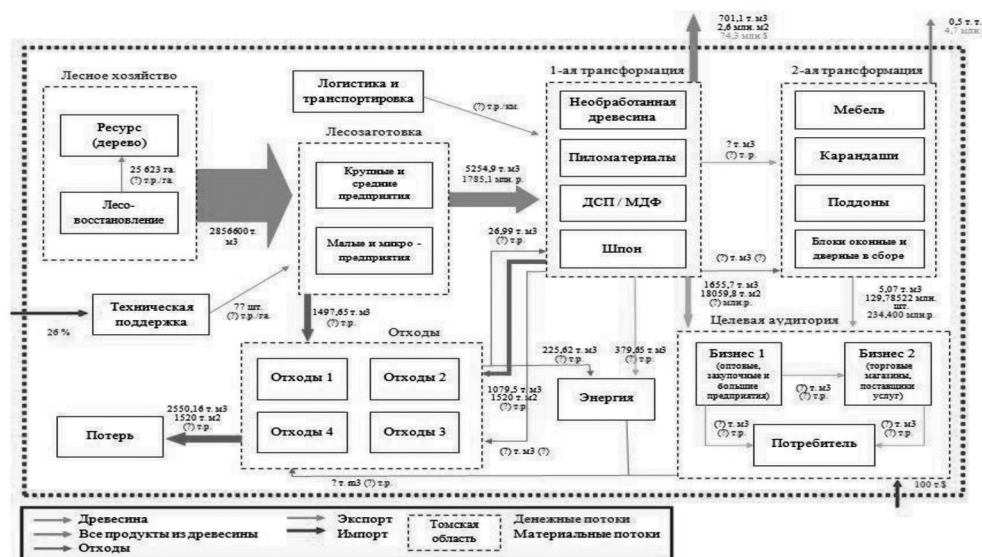 701,1 т. м3
2,6 млн. м2
74,3 млн.$
0,5 т. т.
4,7 млн.
Лесное хозяйство
Ресурс
(дерево)
25 623 га.
(?) т.р./га.
Лесо-
восстановление
2856600 т.
м3
Логистика и
транспортировка
(?) т.р./км.
Лесозаготовка
Крупные и
средние
предприятия
Малые и микро -
предприятия
5254,9 т. м3
1785,1 млн.р.
1-ая трансформация
Необработанная
древесина
Пиломатериалы
ДСП / МДФ
Шпон
? т. м3
(?) т.р.
(?) т. м3 (?)
2-ая трансформация
Мебель
Карандаши
Поддоны
Блоки оконные и
дверные в сборе
26,99 т. м3
(?) т.р.
26 %
Техническая
поддержка
77 шт.
(?) т.р./га.
1497,65 т. м3
(?) т.р.
Отходы
Отходы 1
Отходы 2
Отходы 4
Отходы 3
2550,16 т. м3
1520 т. м2
(?) т.р.
Потерь
225,62 т. м3
(?) т.р.
379,65 т. м3
(?) т.р.
1079,5 т. м3
1520 т. м2
(?) т.р.
(?) т. м3 (?)
Энергия
? т. m3 (?) т.р.
1655,7 т. м3
18059,8 т. м2
(?) млн.р.
5,07 т. м3
129,78522 млн.
шт.
234,400 млн.р.
Целевая аудитория
Бизнес 1
(оптовые,
закупочные и
большие
предприятия)
Бизнес 2
(торговые
магазины,
поставщики
услуг)
(?) т. м3
(?) т.р.
(?) т. м3
(?) т.р.
(?) т. м3
(?) т.р.
Потребитель
100 т.$
Древесина
Все продукты из древесины
Отходы
Экспорт
Импорт
Томская
область
Денежные потоки
Материальные потоки